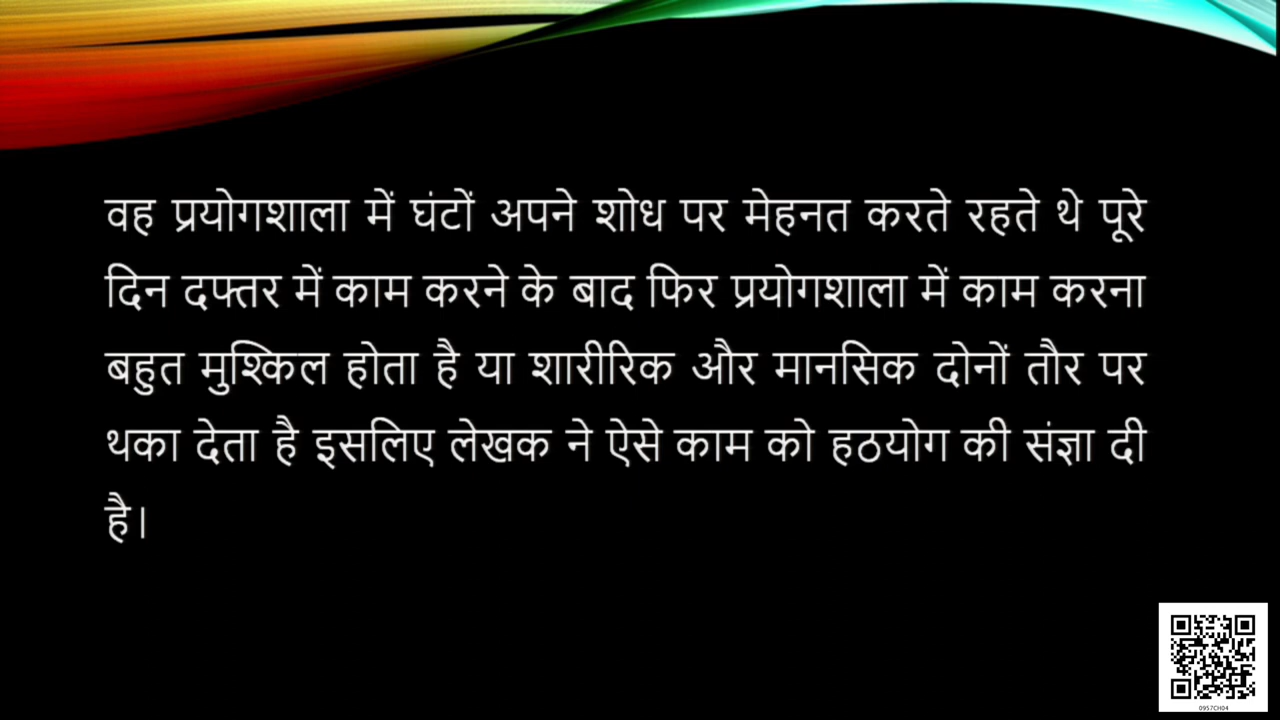 वह प्रयोगशाला में घंटों अपने शोध पर मेहनत करते रहते थे पूरे
दिन दफ्तर में काम करने के बाद फिर प्रयोगशाला में काम करना
बहुत मुश्किल होता है या शारीरिक और मानसिक दोनों तौर पर
थका देता है इसलिए लेखक ने ऐसे काम को हठयोग की संज्ञा दी
है।
0957CH04